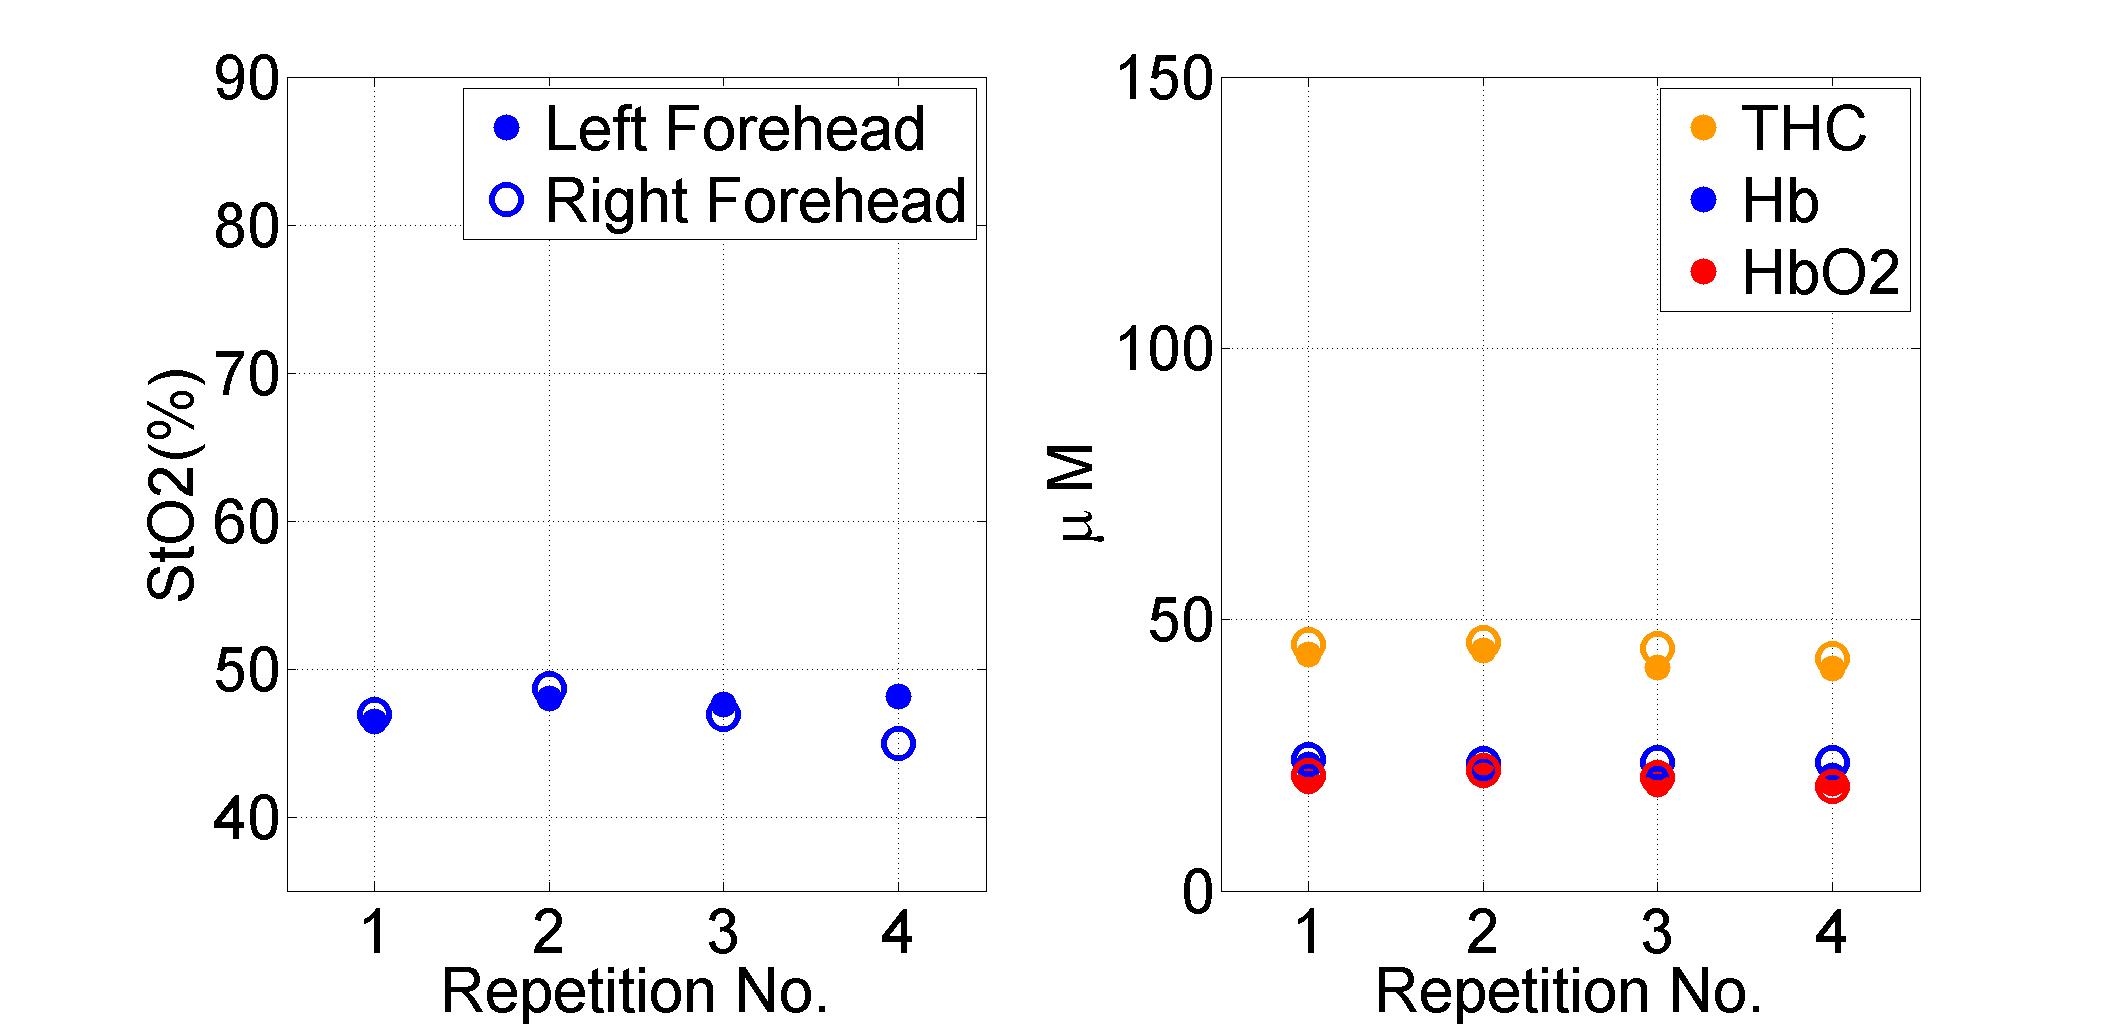 90
80
70
60
50
40
StO2(%)
Left Forehead
Right Forehead
1 2 3 4
Repetition No.
150
100
50
0
μ M
THC
Hb
HbO2
1 2 3 4
Repetition No.